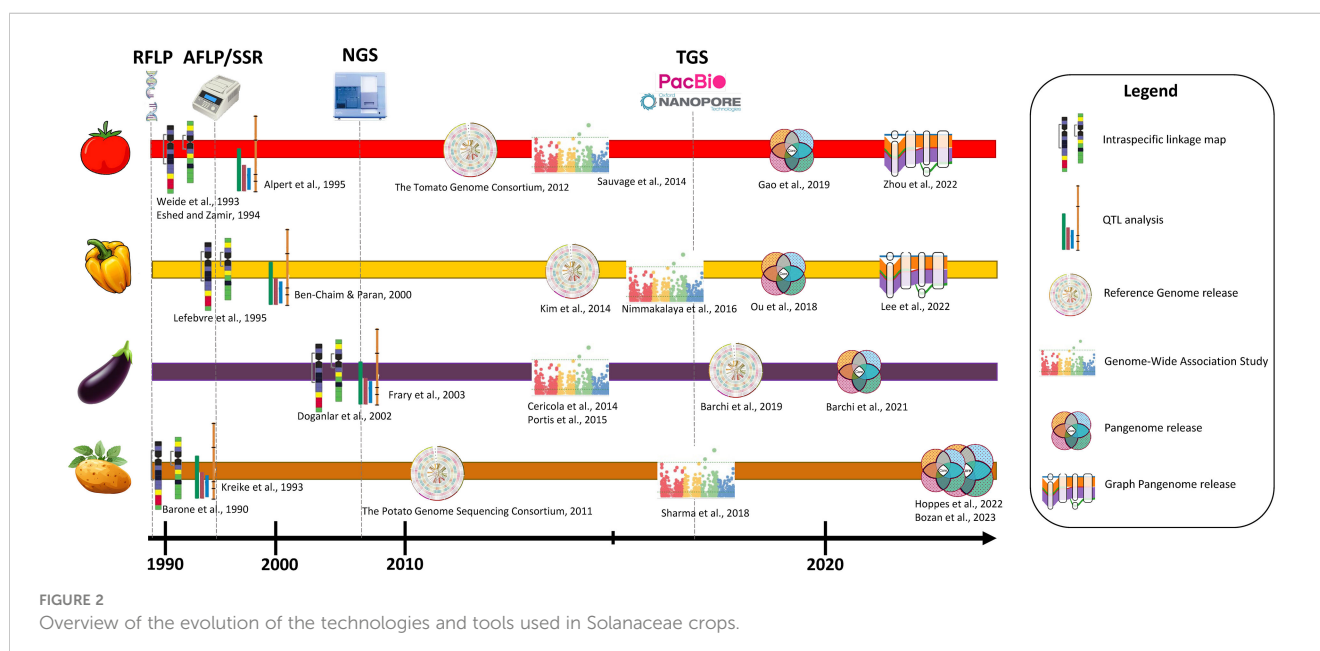 RFLP AFLP/SSR NGS TGS
PacBio
Oxford
NANOPORE
Technologies
Alpert et al., 1995
The Tomato Genome Consortium, 2012
Sauvage et al., 2014
Gao et al., 2019
Zhou et al., 2022
Weide et al., 1993
Eshed and Zamir, 1994
Ben-Chaim & Paran, 2000
Lefebvre et al., 1995
Kim et al., 2014
Nimmakalaya et al., 2016
Ou et al., 2018
Lee et al., 2022
Frary et al., 2003
Doganlar et al., 2002
Cericola et al., 2014
Portis et al., 2015
Barchi et al., 2019
Barchi et al., 2021
Kreike et al., 1993
Barone et al., 1990
The Potato Genome Sequencing Consortium, 2011
Sharma et al., 2018
Hoppes et al., 2022
Bozan et al., 2023
1990 2000 2010 2020
Legend
Intraspecific linkage map
QTL analysis
Reference Genome release
Genome-Wide Association Study
Pangenome release
Graph Pangenome release
FIGURE 2
Overview of the evolution of the technologies and tools used in Solanaceae crops.